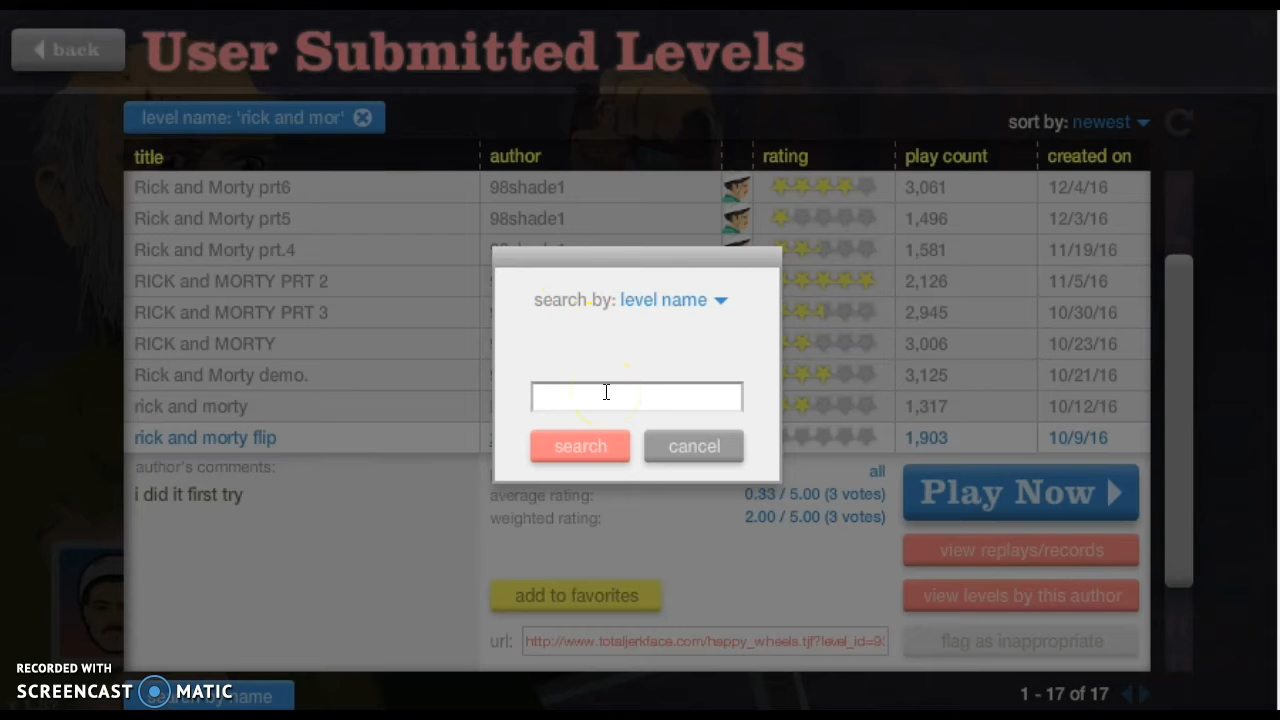 back
User Submitted Levels
level name: 'rick and mor'
sort by: newest
title author rating play count created on
Rick and Morty prt6 98shade1 3,061 12/4/16
Rick and Morty prt5 98shade1 1,496 12/3/16
Rick and Morty prt.4 1,581 11/19/16
RICK and MORTY PRT 2 2,126 11/5/16
RICK and MORTY PRT 3 2,945 10/30/16
RICK and MORTY 3,006 10/23/16
Rick and Morty demo. 3,125 10/21/16
rick and morty 1,317 10/12/16
rick and morty flip 1,903 10/9/16
search by: level name
search cancel
author's comments:
i did it first try
all
average rating: 0.33 / 5.00 (3 votes)
weighted rating: 2.00 / 5.00 (3 votes)
Play Now
view replays/records
add to favorites
view levels by this author
url: http://www.totaljerkface.com/happy_wheels.tjf?level_id=9
flag as inappropriate
RECORDED WITH
SCREENCAST MATIC
search by name
1 - 17 of 17